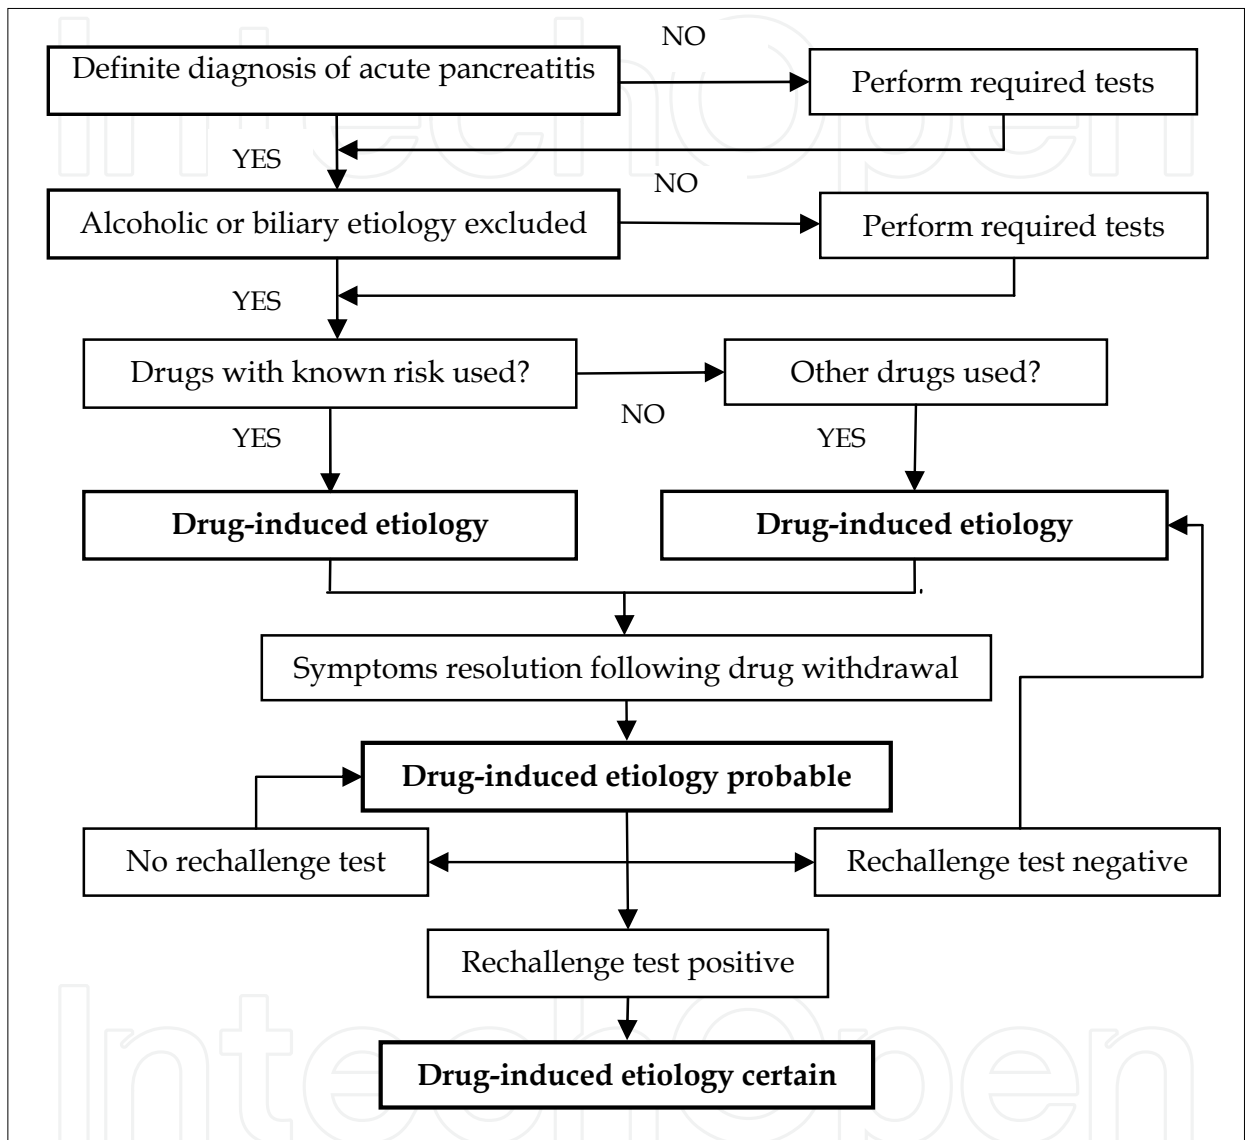 NO
Definite diagnosis of acute pancreatitis
Perform required tests
YES
NO
Alcoholic or biliary etiology excluded
Perform required tests
YES
Drugs with known risk used?
Other drugs used?
NO
YES
YES
Drug-induced etiology
Drug-induced etiology
Symptoms resolution following drug withdrawal
Drug-induced etiology probable
No rechallenge test
Rechallenge test negative
Rechallenge test positive
Drug-induced etiology certain
IntechOpen
IntechOpen